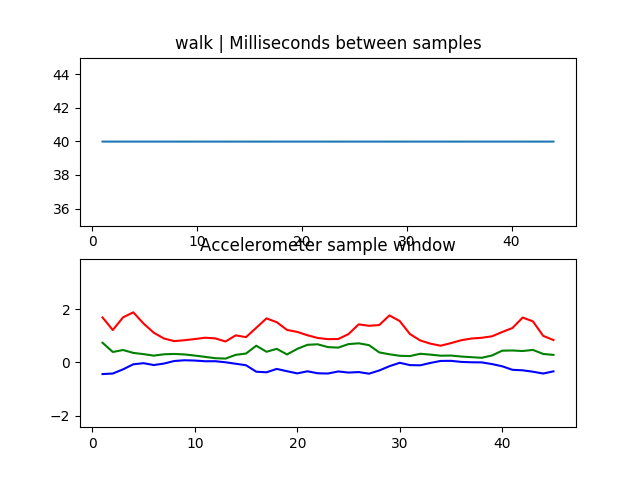 walk | Milliseconds between samples
44
42
40
38
36
0 10 20 30 40
Accelerometer sample window
2
0
−2
0 10 20 30 40